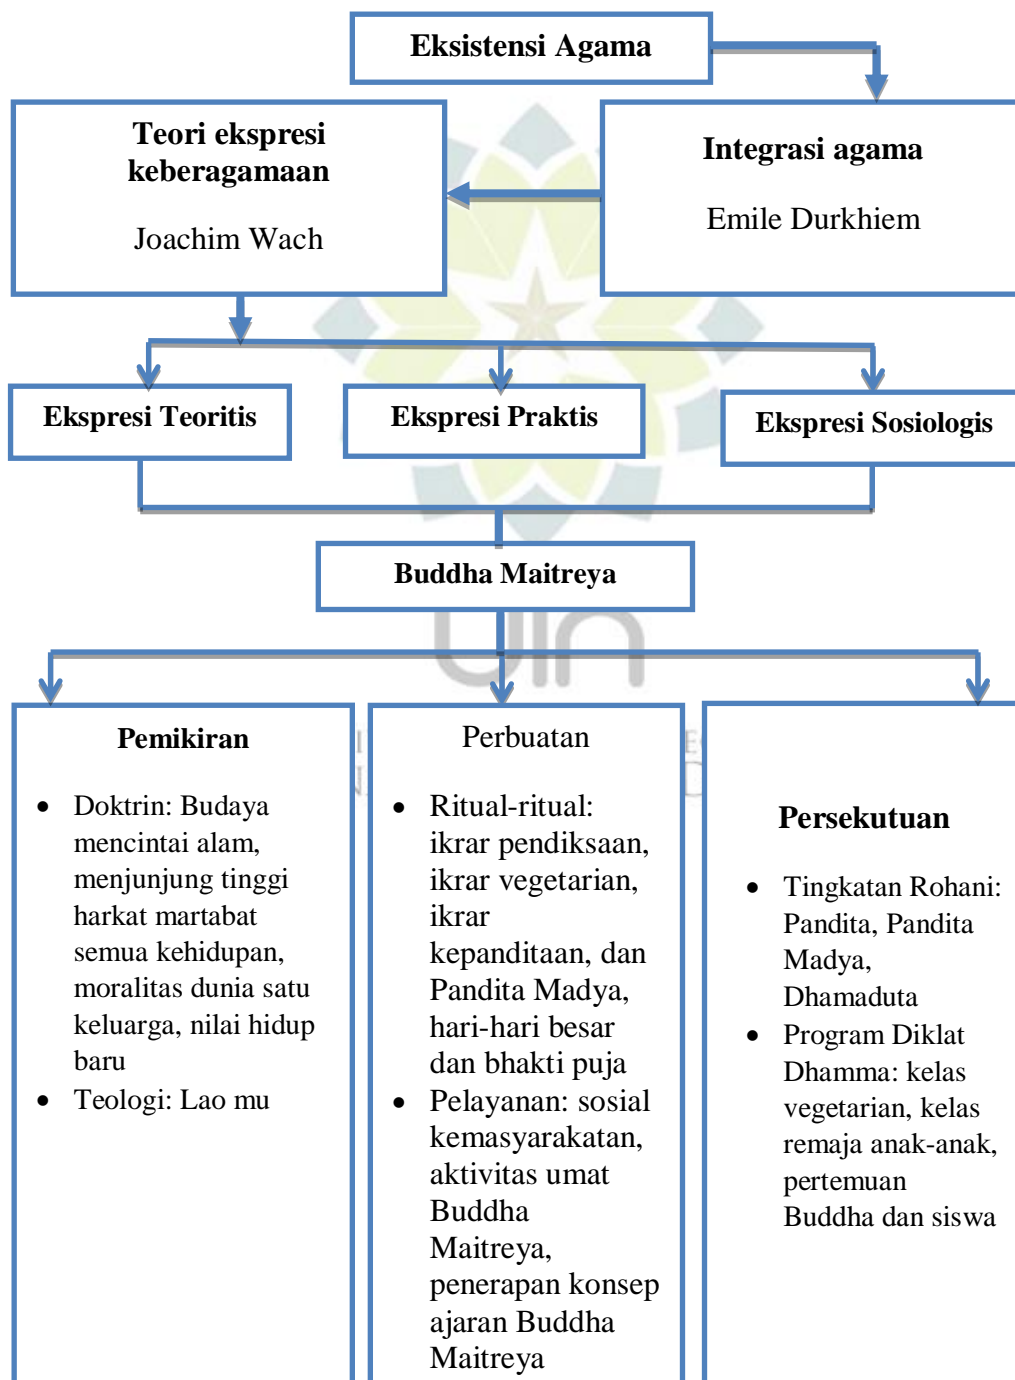 Eksistensi Agama
Teori ekspresi
keberagamaan
Joachim Wach
Integrasi agama
Emile Durkhiem
Ekspresi Teoritis
Ekspresi Praktis
Ekspresi Sosiologis
Buddha Maitreya
uin
Pemikiran
• Doktrin: Budaya
mencintai alam,
menjunjung tinggi
harkat martabat
semua kehidupan,
moralitas dunia satu
keluarga, nilai hidup
baru
• Teologi: Lao mu
Perbuatan
• Ritual-ritual:
ikrar pendiksaan,
ikrar vegetarian,
ikrar
kepanditaan, dan
Pandita Madya,
hari-hari besar
dan bhakti puja
• Pelayanan: sosial
kemasyarakatan,
aktivitas umat
Buddha
Maitreya,
penerapan konsep
ajaran Buddha
Maitreya
Persekutuan
• Tingkatan Rohani:
Pandita, Pandita
Madya,
Dhamaduta
• Program Diklat
Dhamma: kelas
vegetarian, kelas
remaja anak-anak,
pertemuan
Buddha dan siswa